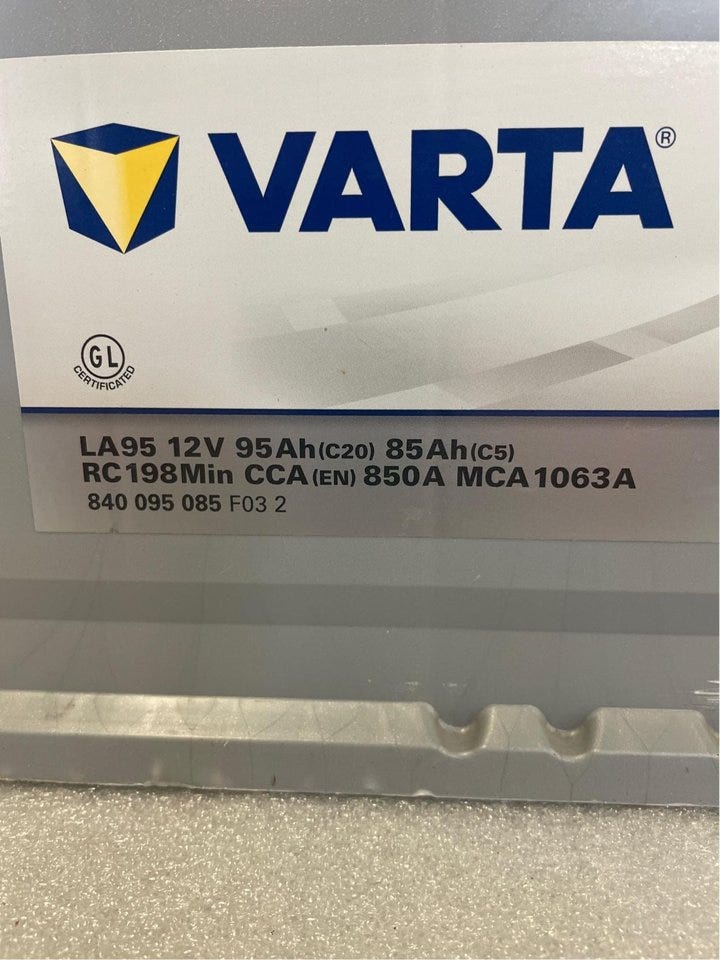 VARTA®
GL
CERTIFICATED
LA95 12V 95Ah(C20) 85Ah(C5)
RC198Min CCA(EN) 850A MCA1063A
840 095 085 F03 2